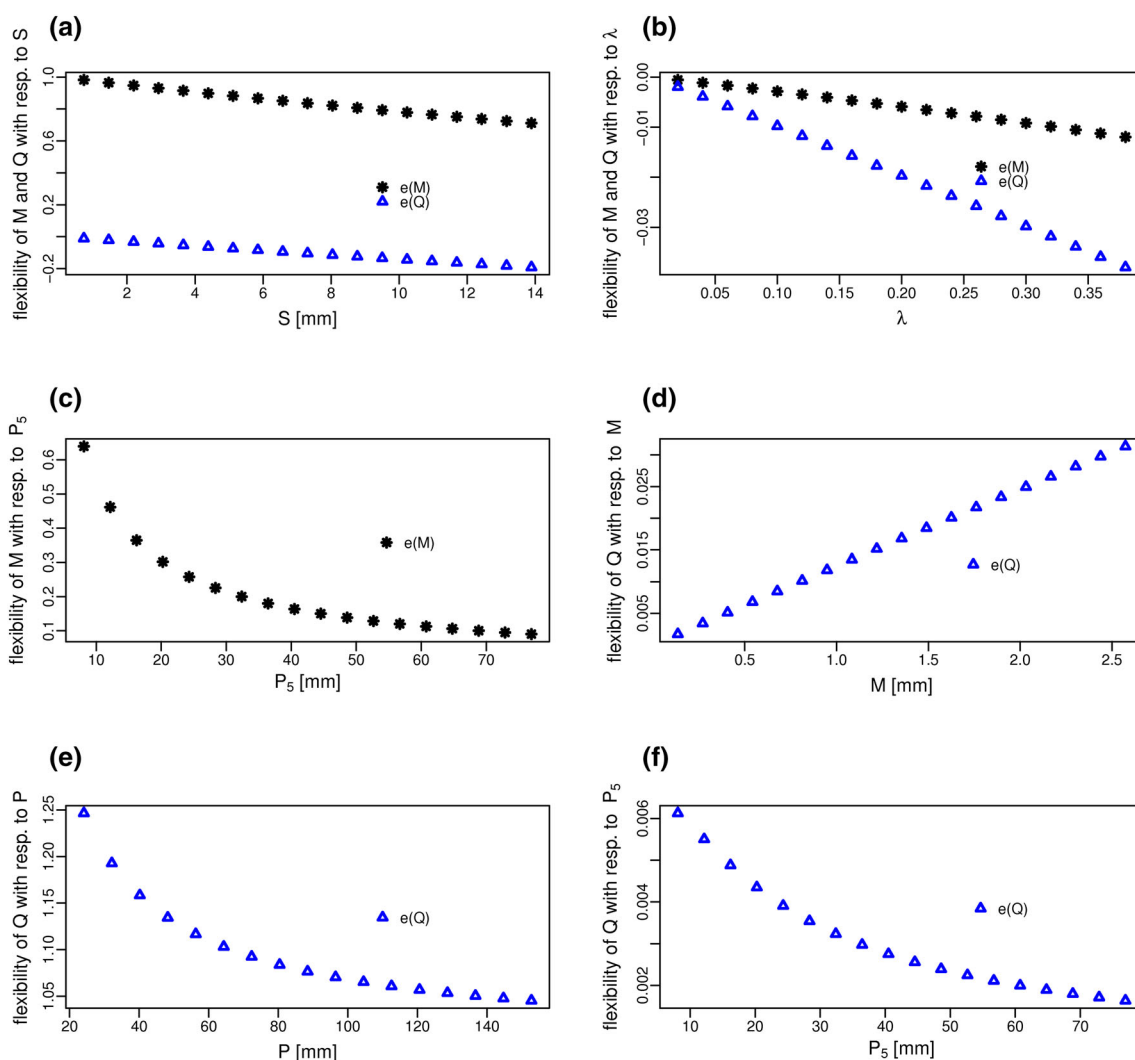 (a)
flexibility of M and Q with resp. to S
1.0
0.6
0.2
−0.2
e(M)
e(Q)
2 4 6 8 10 12 14
S [mm]
(b)
flexibility of M and Q with resp. to λ
0.00
−0.01
−0.03
e(M)
e(Q)
0.05 0.10 0.15 0.20 0.25 0.30 0.35
λ
(c)
flexibility of M with resp. to P5
0.6
0.5
0.4
0.3
0.2
0.1
e(M)
10 20 30 40 50 60 70
P5 [mm]
(d)
flexibility of Q with resp. to M
0.025
0.015
0.005
e(Q)
0.5 1.0 1.5 2.0 2.5
M [mm]
(e)
flexibility of Q with resp. to P
1.25
1.20
1.15
1.10
1.05
e(Q)
20 40 60 80 100 120 140
P [mm]
(f)
flexibility of Q with resp. to P5
0.006
0.004
0.002
e(Q)
10 20 30 40 50 60 70
P5 [mm]